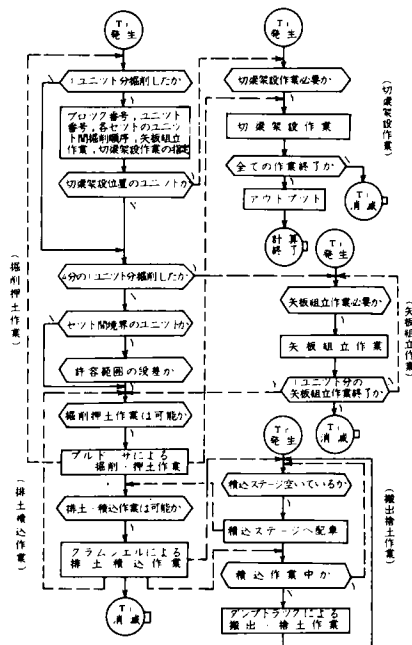 T₁
発生
1ユニット分掘削したか
ブロック番号,ユニット
番号,各セットのユニッ
ト間掘削順序,矢板組立
作業,切梁架設作業の指定
切梁架設位置のユニットか
4分の1ユニット分掘削したか
セット間境界のユニットか
許容範囲の段差か
掘削押土作業は可能か
ブルドーザによる
掘削・押土作業
排土・積込作業は可能か
クラムシェルによる
排土積込作業
T₁
消滅
(掘削押土作業)
(排土積込作業)
T₁
発生
切梁架設作業必要か
切梁架設作業
全ての作業終了か
アウトプット
T₁
消滅
計算
終了
(切梁架設作業)
T₁
発生
矢板組立作業必要か
矢板組立作業
1ユニット分の
矢板組立作業終了か
T₁
消滅
(矢板組立作業)
発生
積込ステージ空いているか
積込ステージへ配車
積込作業中か
ダンプトラックによる
搬出・捨土作業
(搬出捨土作業)